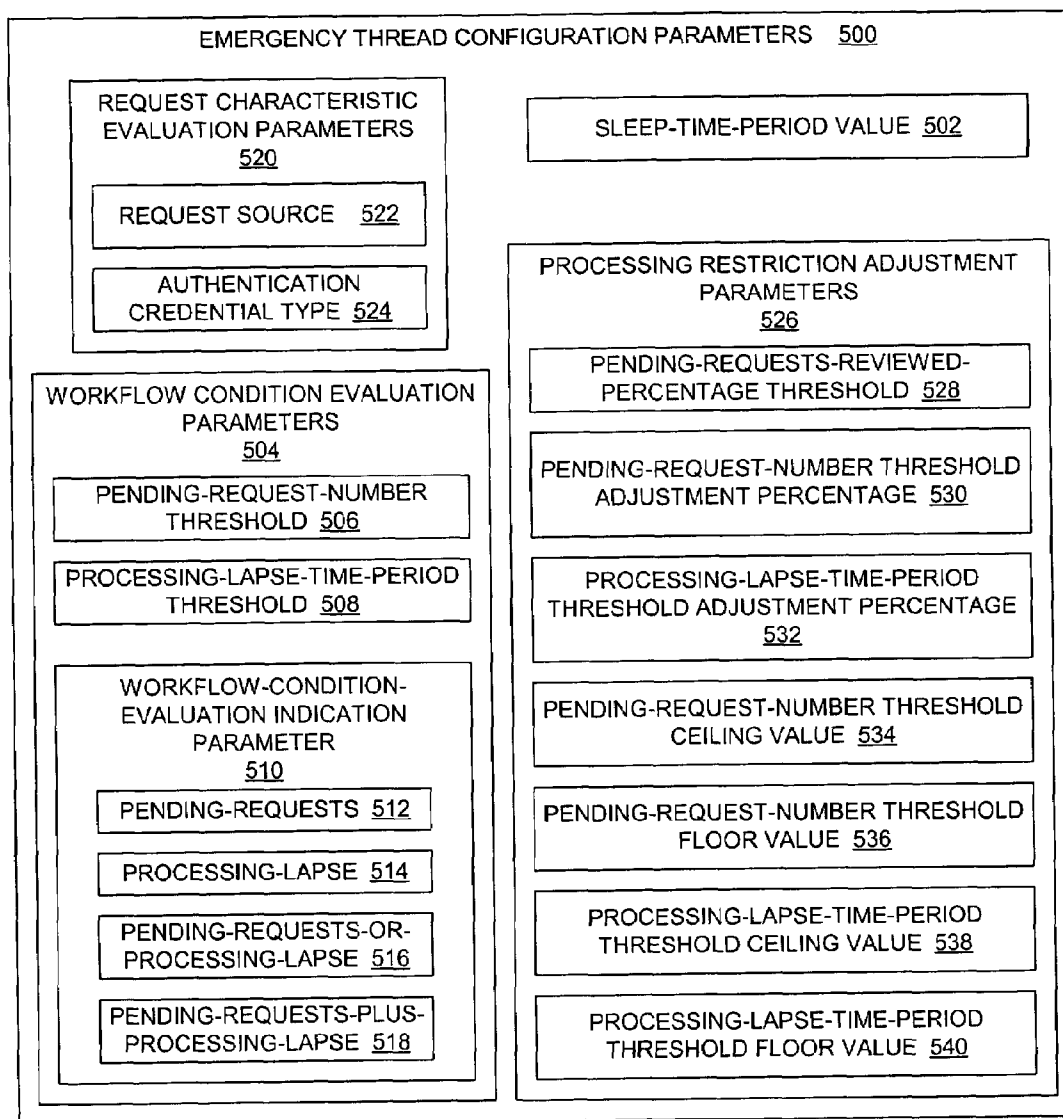 EMERGENCY THREAD CONFIGURATION PARAMETERS 500
REQUEST CHARACTERISTIC
EVALUATION PARAMETERS
520
REQUEST SOURCE 522
AUTHENTICATION
CREDENTIAL TYPE 524
SLEEP-TIME-PERIOD VALUE 502
WORKFLOW CONDITION EVALUATION
PARAMETERS
504
PENDING-REQUEST-NUMBER
THRESHOLD 506
PROCESSING-LAPSE-TIME-PERIOD
THRESHOLD 508
WORKFLOW-CONDITION-
EVALUATION INDICATION
PARAMETER
510
PENDING-REQUESTS 512
PROCESSING-LAPSE 514
PENDING-REQUESTS-OR-
PROCESSING-LAPSE 516
PENDING-REQUESTS-PLUS-
PROCESSING-LAPSE 518
PROCESSING RESTRICTION ADJUSTMENT
PARAMETERS
526
PENDING-REQUESTS-REVIEWED-
PERCENTAGE THRESHOLD 528
PENDING-REQUEST-NUMBER THRESHOLD
ADJUSTMENT PERCENTAGE 530
PROCESSING-LAPSE-TIME-PERIOD
THRESHOLD ADJUSTMENT PERCENTAGE
532
PENDING-REQUEST-NUMBER THRESHOLD
CEILING VALUE 534
PENDING-REQUEST-NUMBER THRESHOLD
FLOOR VALUE 536
PROCESSING-LAPSE-TIME-PERIOD
THRESHOLD CEILING VALUE 538
PROCESSING-LAPSE-TIME-PERIOD
THRESHOLD FLOOR VALUE 540